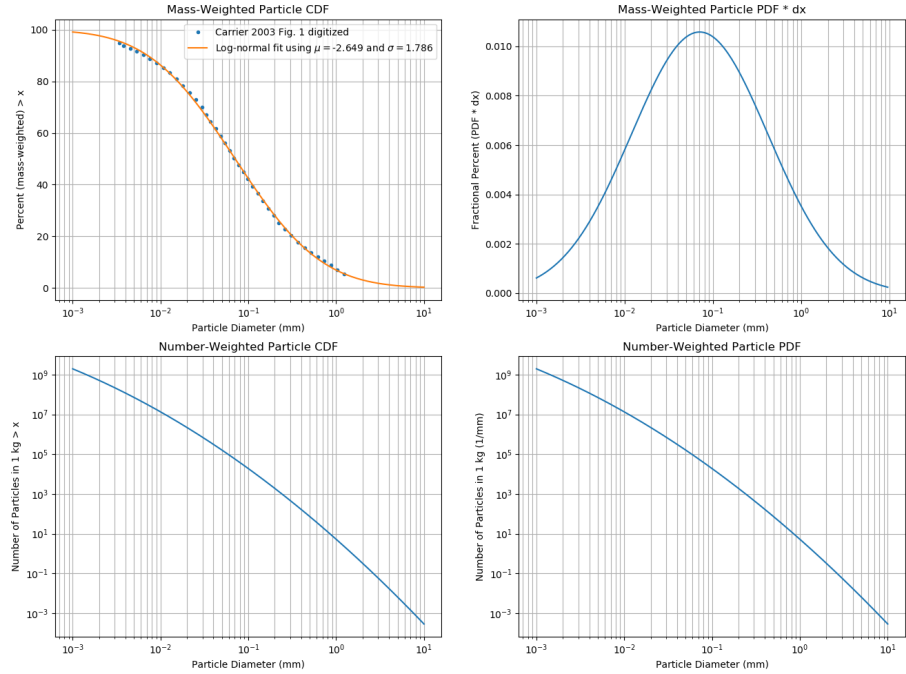 Mass-Weighted Particle CDF
Percent (mass-weighted) > x
100
80
60
40
20
0
Carrier 2003 Fig. 1 digitized
Log-normal fit using μ = -2.649 and σ = 1.786
10⁻³ 10⁻² 10⁻¹ 10⁰ 10¹
Particle Diameter (mm)
Mass-Weighted Particle PDF * dx
Fractional Percent (PDF * dx)
0.010
0.008
0.006
0.004
0.002
0.000
10⁻³ 10⁻² 10⁻¹ 10⁰ 10¹
Particle Diameter (mm)
Number-Weighted Particle CDF
Number of Particles in 1 kg > x
10⁹
10⁷
10⁵
10³
10¹
10⁻¹
10⁻³
10⁻³ 10⁻² 10⁻¹ 10⁰ 10¹
Particle Diameter (mm)
Number-Weighted Particle PDF
Number of Particles in 1 kg (1/mm)
10⁹
10⁷
10⁵
10³
10¹
10⁻¹
10⁻³
10⁻³ 10⁻² 10⁻¹ 10⁰ 10¹
Particle Diameter (mm)